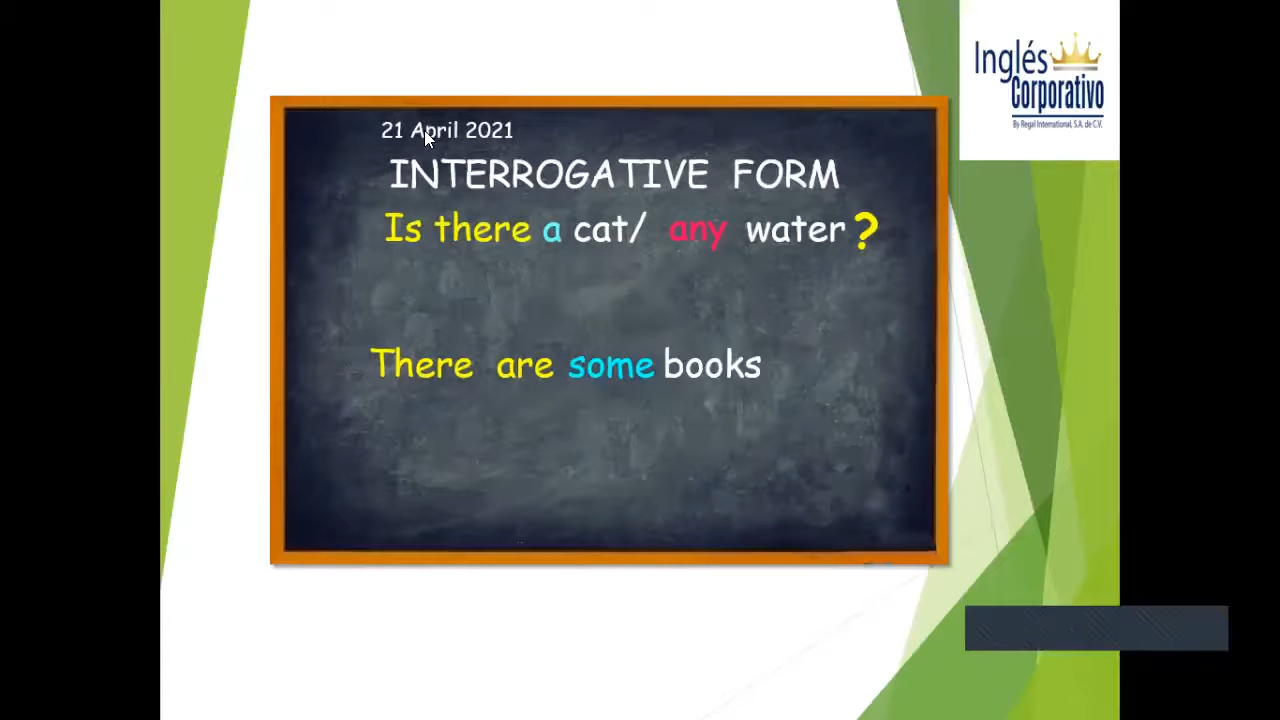 Inglés
Corporativo
By Regal International, S.A. de C.V.
21 April 2021
INTERROGATIVE FORM
Is there a cat/ any water ?
There are some books